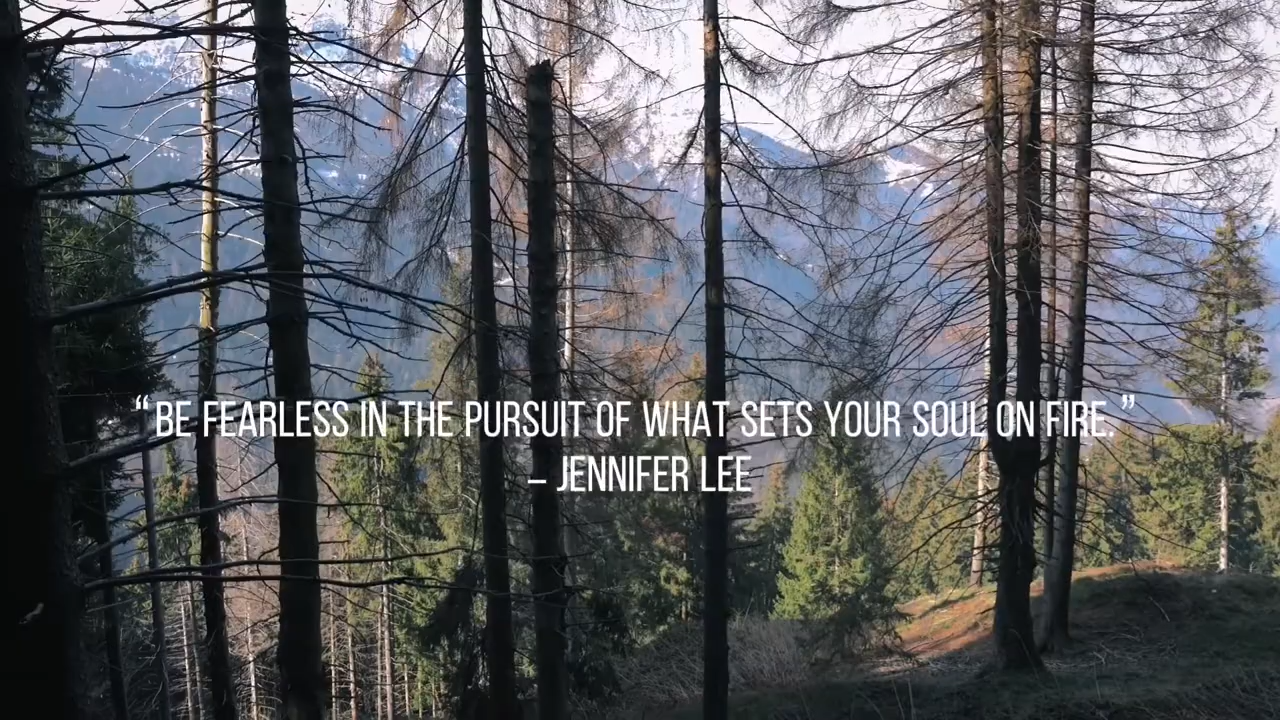 “BE FEARLESS IN THE PURSUIT OF WHAT SETS YOUR SOUL ON FIRE.”
– JENNIFER LEE